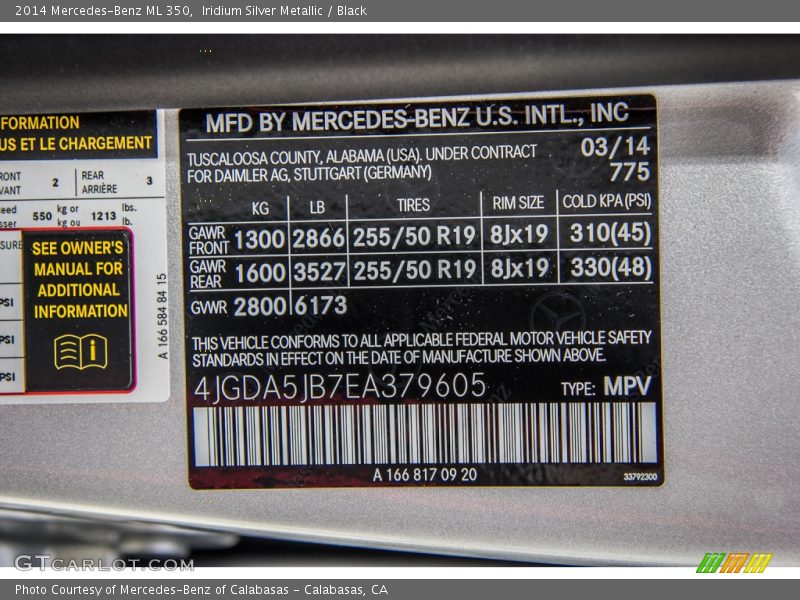 2014 Mercedes-Benz ML 350, Iridium Silver Metallic / Black
FORMATION
US ET LE CHARGEMENT
RONT
VANT
2
REAR
ARRIÈRE
3
550
kg or
kg ou
1213
lbs.
lb.
SEE OWNER'S
MANUAL FOR
ADDITIONAL
INFORMATION
PSI
PSI
PSI
A 166 584 84 15
MFD BY MERCEDES-BENZ U.S. INTL., INC
TUSCALOOSA COUNTY, ALABAMA (USA). UNDER CONTRACT
FOR DAIMLER AG, STUTTGART (GERMANY)
03/14
775
KG LB TIRES RIM SIZE COLD KPA (PSI)
GAWR FRONT 1300 2866 255/50 R19 8Jx19 310(45)
GAWR REAR 1600 3527 255/50 R19 8Jx19 330(48)
GWR 2800 6173
THIS VEHICLE CONFORMS TO ALL APPLICABLE FEDERAL MOTOR VEHICLE SAFETY
STANDARDS IN EFFECT ON THE DATE OF MANUFACTURE SHOWN ABOVE.
4JGDA5JB7EA379605 TYPE: MPV
A 166 817 09 20
33792300
GTCARLOT.COM
Photo Courtesy of Mercedes-Benz of Calabasas - Calabasas, CA